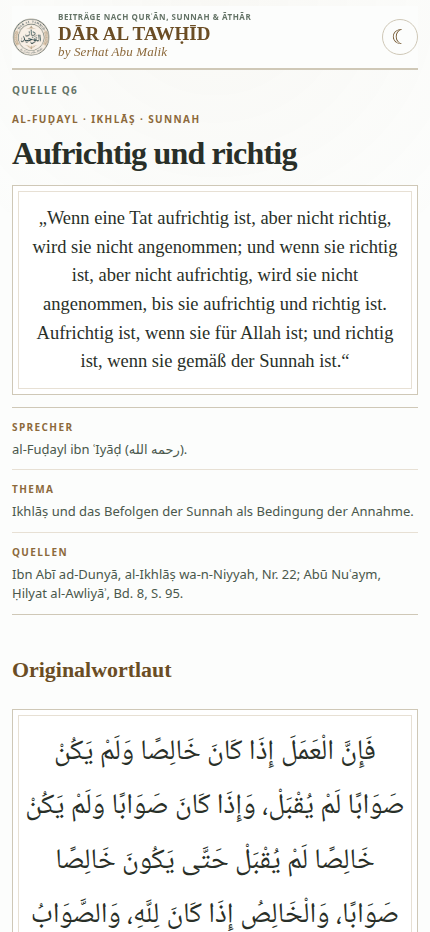 BEITRÄGE NACH QURʾĀN, SUNNAH & ĀTHĀR
DĀR AL TAWḤĪD
by Serhat Abu Malik
☾
QUELLE Q6
AL-FUḌAYL · IKHLĀṢ · SUNNAH
Aufrichtig und richtig
„Wenn eine Tat aufrichtig ist, aber nicht richtig,
wird sie nicht angenommen; und wenn sie richtig
ist, aber nicht aufrichtig, wird sie nicht
angenommen, bis sie aufrichtig und richtig ist.
Aufrichtig ist, wenn sie für Allah ist; und richtig
ist, wenn sie gemäß der Sunnah ist.“
SPRECHER
al-Fuḍayl ibn ʿIyāḍ (رحمه الله).
THEMA
Ikhlāṣ und das Befolgen der Sunnah als Bedingung der Annahme.
QUELLEN
Ibn Abī ad-Dunyā, al-Ikhlāṣ wa-n-Niyyah, Nr. 22; Abū Nuʿaym,
Ḥilyat al-Awliyāʾ, Bd. 8, S. 95.
Originalwortlaut
فَإِنَّ الْعَمَلَ إِذَا كَانَ خَالِصًا وَلَمْ يَكُنْ
صَوَابًا لَمْ يُقْبَلْ، وَإِذَا كَانَ صَوَابًا وَلَمْ يَكُنْ
خَالِصًا لَمْ يُقْبَلْ حَتَّى يَكُونَ خَالِصًا
صَوَابًا، وَالْخَالِصُ إِذَا كَانَ لِلَّهِ، وَالصَّوَابُ